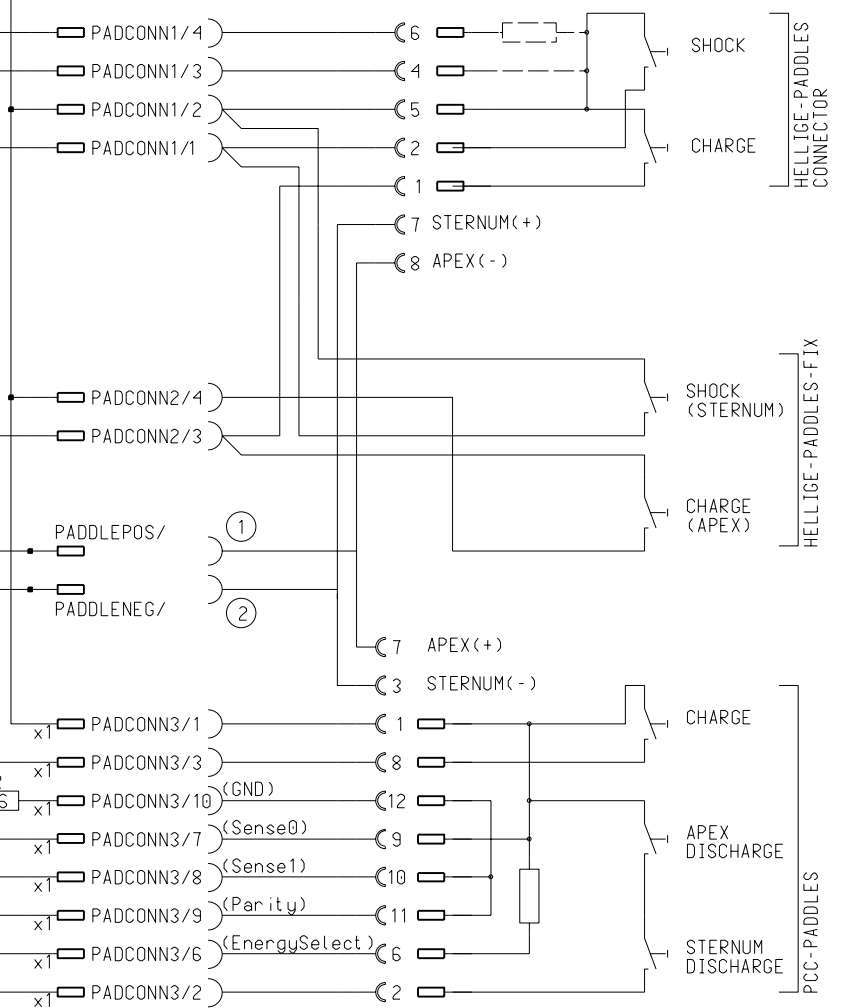 PADCONN1/4 6
SHOCK
PADCONN1/3 4
PADCONN1/2 5
PADCONN1/1 2
CHARGE
1
HELLIGE-PADDLES
CONNECTOR
7 STERNUM(+)
8 APEX(-)
PADCONN2/4
SHOCK
(STERNUM)
PADCONN2/3
CHARGE
(APEX)
HELLIGE-PADDLES-FIX
PADDLEPOS/
1
PADDLENEG/
2
7 APEX(+)
3 STERNUM(-)
x1 PADCONN3/1 1
CHARGE
x1 PADCONN3/3 8
x1 PADCONN3/10 (GND) 12
x1 PADCONN3/7 (Sense0) 9
APEX
DISCHARGE
x1 PADCONN3/8 (Sense1) 10
x1 PADCONN3/9 (Parity) 11
x1 PADCONN3/6 (EnergySelect) 6
STERNUM
DISCHARGE
x1 PADCONN3/2 2
PCC-PADDLES